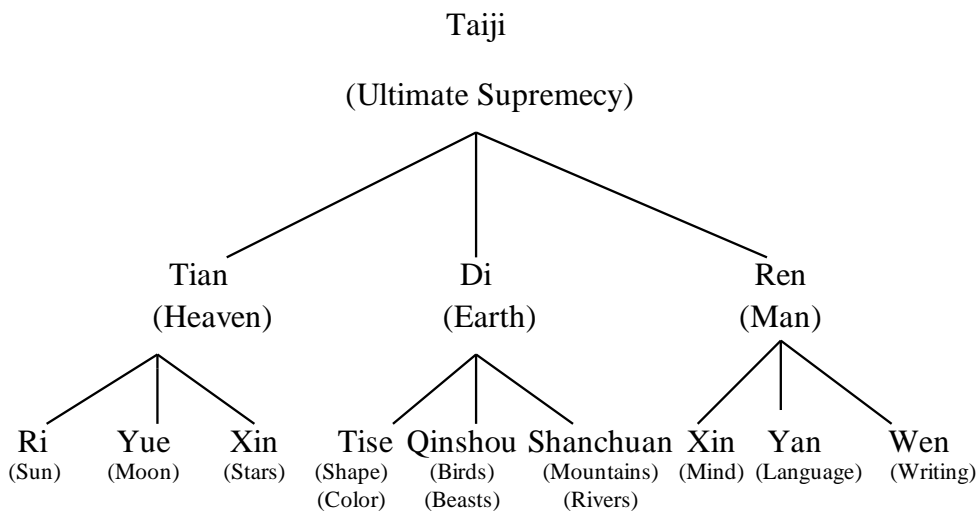 Taiji
(Ultimate Supremecy)
Tian Di Ren
(Heaven) (Earth) (Man)
Ri Yue Xin Tise Qinshou Shanchuan Xin Yan Wen
(Sun) (Moon) (Stars) (Shape) (Birds) (Mountains) (Mind) (Language) (Writing)
(Color) (Beasts) (Rivers)